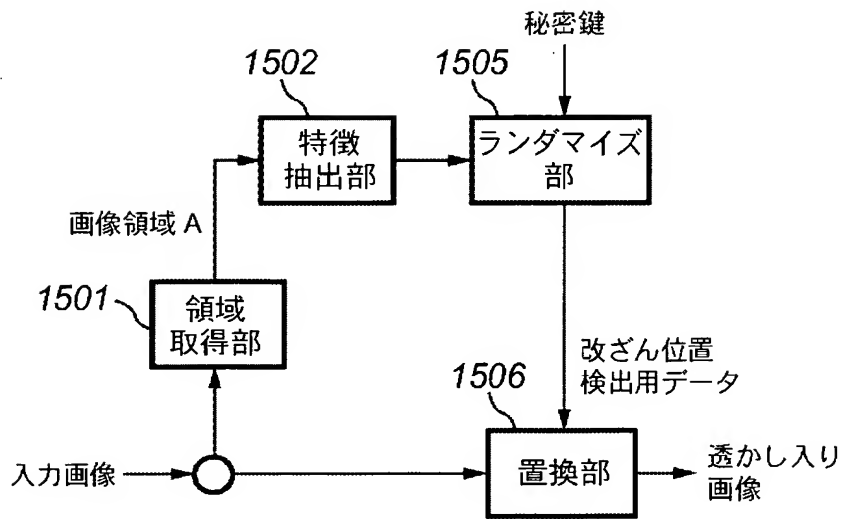 秘密鍵
1502
1505
特徴
抽出部
ランダマイズ
部
画像領域 A
1501
領域
取得部
改ざん位置
検出用データ
1506
入力画像
置換部
透かし入り
画像